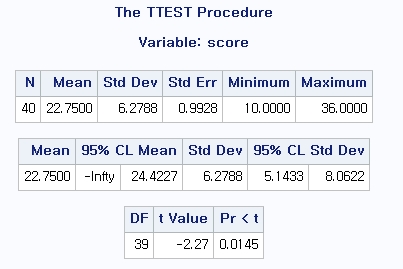 The TTEST Procedure
Variable: score
N Mean Std Dev Std Err Minimum Maximum
40 22.7500 6.2788 0.9928 10.0000 36.0000
Mean 95% CL Mean Std Dev 95% CL Std Dev
22.7500 -Infty 24.4227 6.2788 5.1433 8.0622
DF t Value Pr < t
39 -2.27 0.0145